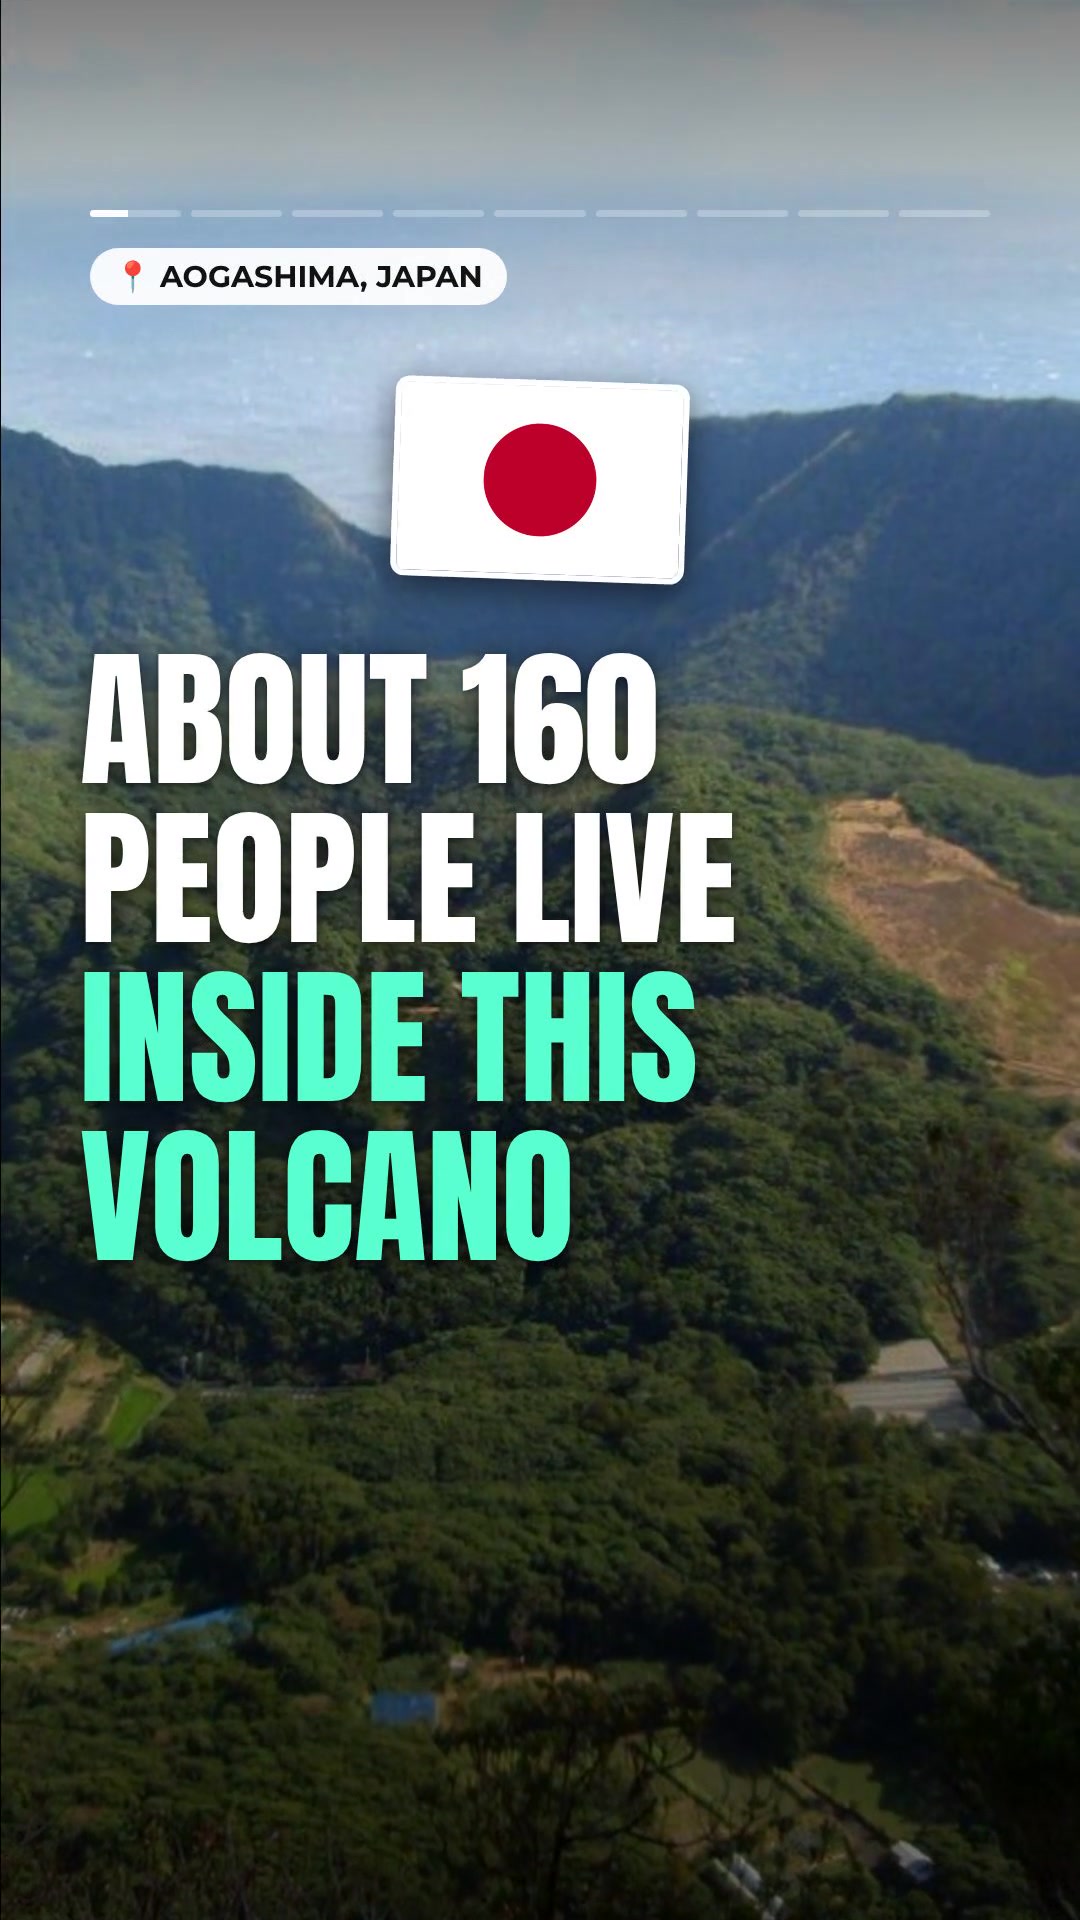 📍 AOGASHIMA, JAPAN
ABOUT 160
PEOPLE LIVE
INSIDE THIS
VOLCANO